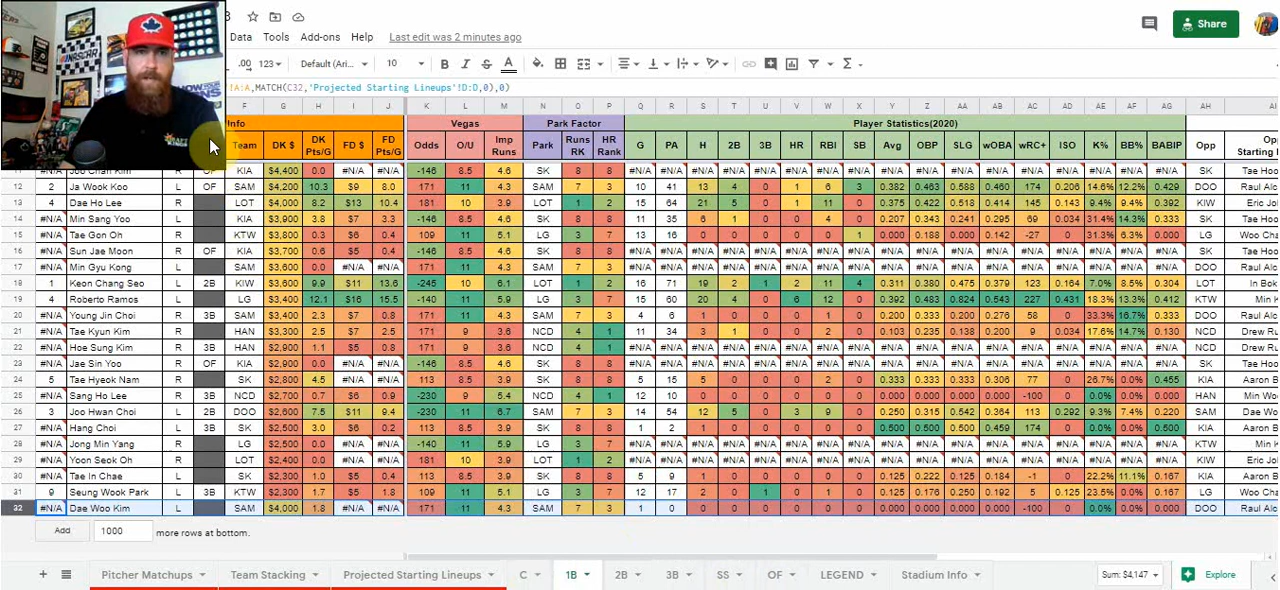 3
Data Tools Add-ons Help Last edit was 2 minutes ago
Share
.00 123 Default (Ari... 10 B I S A Σ
!A:A,MATCH(C32,'Projected Starting Lineups'!D:D,0),0)
F G H I J K L M N O P Q R S T U V W X Y Z AA AB AC AD AE AF AG AH
Info Vegas Park Factor Player Statistics(2020)
Team DK $ DK Pts/G FD $ FD Pts/G Odds O/U Imp Runs Park Runs RK HR Rank G PA H 2B 3B HR RBI SB Avg OBP SLG wOBA wRC+ ISO K% BB% BABIP Opp Op Starting
#N/A Joo Chan Kim R OF KIA $4,400 0.0 #N/A #N/A -146 8.5 4.6 SK 8 8 #N/A #N/A #N/A #N/A #N/A #N/A #N/A #N/A #N/A #N/A #N/A #N/A #N/A #N/A #N/A #N/A #N/A SK Tae Hoo
12 2 Ja Wook Koo L OF SAM $4,200 10.3 $9 8.0 171 11 4.3 SAM 7 3 10 41 13 4 0 1 6 3 0.382 0.463 0.588 0.460 174 0.206 14.6% 12.2% 0.429 DOO Raul Alc
13 4 Dae Ho Lee R LOT $4,000 8.2 $13 10.4 181 10 3.9 LOT 1 2 15 64 21 5 0 1 11 0 0.375 0.422 0.518 0.414 145 0.143 9.4% 9.4% 0.392 KIW Eric Jo
14 #N/A Min Sang Yoo L KIA $3,900 3.8 $7 3.3 -146 8.5 4.6 SK 8 8 11 35 6 1 0 0 4 0 0.207 0.343 0.241 0.295 69 0.034 31.4% 14.3% 0.333 SK Tae Hoo
15 #N/A Tae Gon Oh R KTW $3,800 0.3 $6 0.4 109 11 5.1 LG 3 7 13 16 0 0 0 0 0 1 0.000 0.188 0.000 0.142 -27 0 31.3% 6.3% 0.000 LG Woo Cha
16 #N/A Sun Jae Moon R OF KIA $3,700 0.6 $5 0.4 -146 8.5 4.6 SK 8 8 #N/A #N/A #N/A #N/A #N/A #N/A #N/A #N/A #N/A #N/A #N/A #N/A #N/A #N/A #N/A #N/A #N/A SK Tae Hoo
17 #N/A Min Gyu Kong L SAM $3,600 0.0 #N/A #N/A 171 11 4.3 SAM 7 3 #N/A #N/A #N/A #N/A #N/A #N/A #N/A #N/A #N/A #N/A #N/A #N/A #N/A #N/A #N/A #N/A #N/A DOO Raul Alc
18 1 Keon Chang Seo L 2B KIW $3,600 9.9 $11 13.6 -245 10 6.1 LOT 1 2 16 71 19 2 1 2 11 4 0.311 0.380 0.475 0.379 123 0.164 7.0% 8.5% 0.304 LOT In Bok
19 4 Roberto Ramos L LG $3,400 12.1 $16 15.5 -140 11 5.9 LG 3 7 15 60 20 4 0 6 12 0 0.392 0.483 0.824 0.543 227 0.431 18.3% 13.3% 0.412 KTW Min K
20 #N/A Young Jin Choi R 3B SAM $3,400 2.3 $7 0.8 171 11 4.3 SAM 7 3 4 6 1 0 0 0 0 0 0.200 0.333 0.200 0.276 58 0 33.3% 16.7% 0.333 DOO Raul Alc
21 #N/A Tae Kyun Kim R HAN $3,300 2.5 $7 2.5 171 9 3.6 NCD 4 1 11 34 3 1 0 0 2 0 0.103 0.235 0.138 0.200 9 0.034 17.6% 14.7% 0.130 NCD Drew Ru
22 #N/A Hoe Sung Kim R 3B HAN $2,900 1.1 $5 0.8 171 9 3.6 NCD 4 1 #N/A #N/A #N/A #N/A #N/A #N/A #N/A #N/A #N/A #N/A #N/A #N/A #N/A #N/A #N/A #N/A #N/A NCD Drew Ru
23 #N/A Jae Sin Yoo R OF KIA $2,900 0.0 #N/A #N/A -146 8.5 4.6 SK 8 8 #N/A #N/A #N/A #N/A #N/A #N/A #N/A #N/A #N/A #N/A #N/A #N/A #N/A #N/A #N/A #N/A #N/A SK Tae Hoo
24 5 Tae Hyeok Nam R SK $2,800 4.5 #N/A #N/A 113 8.5 3.9 SK 8 8 5 15 5 0 0 0 2 0 0.333 0.333 0.333 0.306 77 0 26.7% 0.0% 0.455 KIA Aaron B
25 #N/A Sang Ho Lee R 3B NCD $2,700 0.7 $6 0.9 -230 9 5.4 NCD 4 1 12 10 0 0 0 0 0 0 0.000 0.000 0.000 0.000 -100 0 0.0% 0.0% 0.000 HAN Min Wo
26 3 Joo Hwan Choi L 2B DOO $2,600 7.5 $11 9.4 -230 11 6.7 SAM 7 3 14 54 12 5 0 3 9 0 0.250 0.315 0.542 0.364 113 0.292 9.3% 7.4% 0.220 SAM Woo Ch
27 #N/A Hang Choi L 3B SK $2,500 3.0 $6 0.2 113 8.5 3.9 SK 8 8 1 2 1 0 0 0 0 0 0.500 0.500 0.500 0.459 174 0 0.0% 0.0% 0.500 KIA Aaron B
28 #N/A Jong Min Yang R LG $2,500 0.0 #N/A #N/A -140 11 5.9 LG 3 7 #N/A #N/A #N/A #N/A #N/A #N/A #N/A #N/A #N/A #N/A #N/A #N/A #N/A #N/A #N/A #N/A #N/A KTW Min K
29 #N/A Yoon Seok Oh R LOT $2,400 0.0 #N/A #N/A 181 10 3.9 LOT 1 2 #N/A #N/A #N/A #N/A #N/A #N/A #N/A #N/A #N/A #N/A #N/A #N/A #N/A #N/A #N/A #N/A #N/A KIW Eric Jo
30 #N/A Tae In Chae L SK $2,300 1.0 $5 0.4 113 8.5 3.9 SK 8 8 5 9 1 0 0 0 0 0 0.125 0.222 0.125 0.184 -1 0 22.2% 11.1% 0.167 KIA Aaron B
31 9 Seung Wook Park L 3B KTW $2,300 1.7 $5 1.8 109 11 5.1 LG 3 7 12 17 2 0 1 0 0 0 0.125 0.176 0.250 0.192 5 0.125 23.5% 0.0% 0.167 LG Woo Cha
32 #N/A Dae Woo Kim L SAM $4,000 1.8 #N/A #N/A 171 11 4.3 SAM 7 3 1 0 0 0 0 0 0 0 0.000 0.000 0.000 0.000 -100 0 0.0% 0.0% 0.000 DOO Raul Alc
Add 1000 more rows at bottom.
+ Pitcher Matchups Team Stacking Projected Starting Lineups C 1B 2B 3B SS OF LEGEND Stadium Info Sum: $4,147 Explore